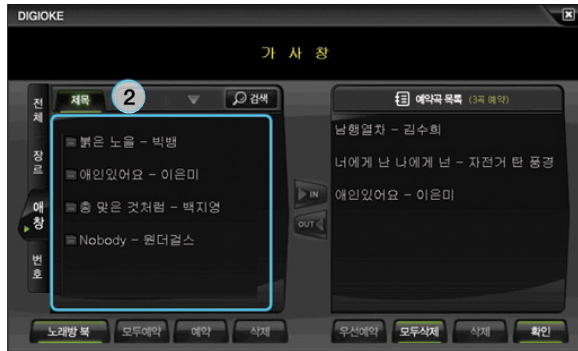 DIGIOKE
가 사 창
전체
장르
애창
번호
제목
2
검색
붉은 노을 - 빅뱅
애인있어요 - 이은미
총 맞은 것처럼 - 백지영
Nobody - 원더걸스
IN
OUT
예약곡 목록 (3곡 예약)
남행열차 - 김수희
너에게 난 나에게 넌 - 자전거 탄 풍경
애인있어요 - 이은미
노래방 북
모두예약
예약
삭제
우선예약
모두삭제
삭제
확인